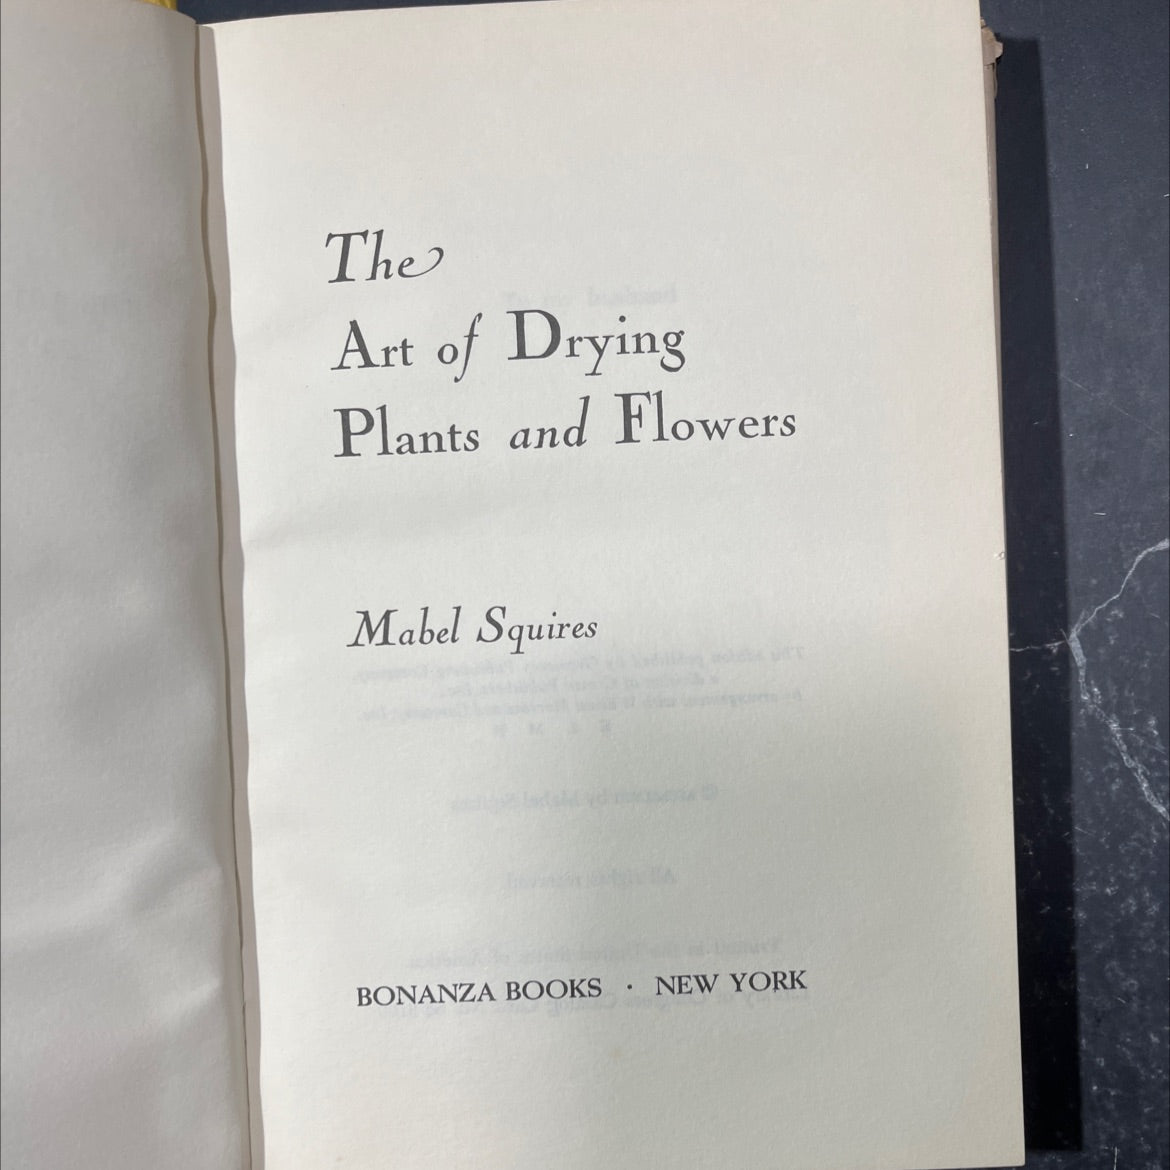 The
Art of Drying
Plants and Flowers
Mabel Squires
BONANZA BOOKS · NEW YORK